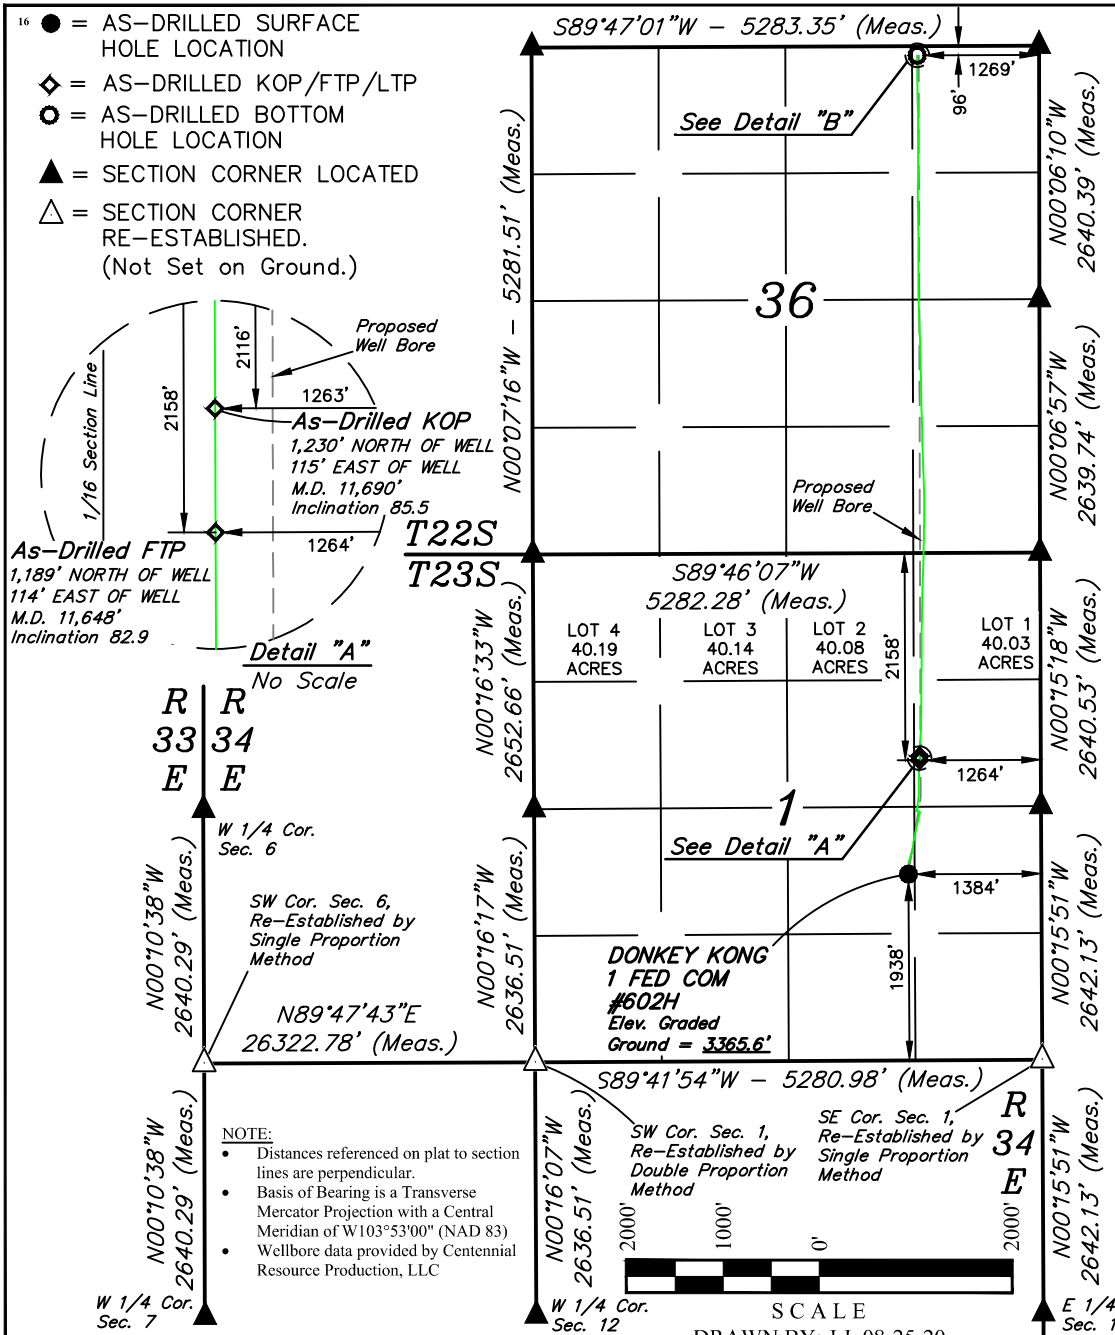 16
= AS-DRILLED SURFACE
HOLE LOCATION
= AS-DRILLED KOP/FTP/LTP
= AS-DRILLED BOTTOM
HOLE LOCATION
= SECTION CORNER LOCATED
= SECTION CORNER
RE-ESTABLISHED.
(Not Set on Ground.)
S89°47'01"W - 5283.35' (Meas.)
1269'
96'
See Detail "B"
N00°07'16"W - 5281.51' (Meas.)
N00°06'10"W
2640.39' (Meas.)
36
N00°06'57"W
2639.74' (Meas.)
Proposed
Well Bore
1/16 Section Line
2158'
2116'
Proposed
Well Bore
1263'
As-Drilled KOP
1,230' NORTH OF WELL
115' EAST OF WELL
M.D. 11,690'
Inclination 85.5
1264'
As-Drilled FTP
1,189' NORTH OF WELL
114' EAST OF WELL
M.D. 11,648'
Inclination 82.9
Detail "A"
No Scale
T22S
T23S
S89°46'07"W
5282.28' (Meas.)
LOT 4
40.19
ACRES
LOT 3
40.14
ACRES
LOT 2
40.08
ACRES
LOT 1
40.03
ACRES
2158'
N00°16'33"W
2652.66' (Meas.)
N00°15'18"W
2640.53' (Meas.)
1264'
1
See Detail "A"
R R
33 34
E E
W 1/4 Cor.
Sec. 6
N00°10'38"W
2640.29' (Meas.)
SW Cor. Sec. 6,
Re-Established by
Single Proportion
Method
N00°16'17"W
2636.51' (Meas.)
1384'
1938'
DONKEY KONG
1 FED COM
#602H
Elev. Graded
Ground = 3365.6'
N00°15'51"W
2642.13' (Meas.)
N89°47'43"E
26322.78' (Meas.)
S89°41'54"W - 5280.98' (Meas.)
SW Cor. Sec. 1,
Re-Established by
Double Proportion
Method
SE Cor. Sec. 1,
Re-Established by
Single Proportion
Method
R
34
E
N00°10'38"W
2640.29' (Meas.)
NOTE:
• Distances referenced on plat to section
lines are perpendicular.
• Basis of Bearing is a Transverse
Mercator Projection with a Central
Meridian of W103°53'00" (NAD 83)
• Wellbore data provided by Centennial
Resource Production, LLC
N00°16'07"W
2636.51' (Meas.)
N00°15'51"W
2642.13' (Meas.)
2000'
1000'
0'
2000'
SCALE
W 1/4 Cor.
Sec. 7
W 1/4 Cor.
Sec. 12
E 1/4
Sec. 1
DRAWN BY: LL 08-25-20